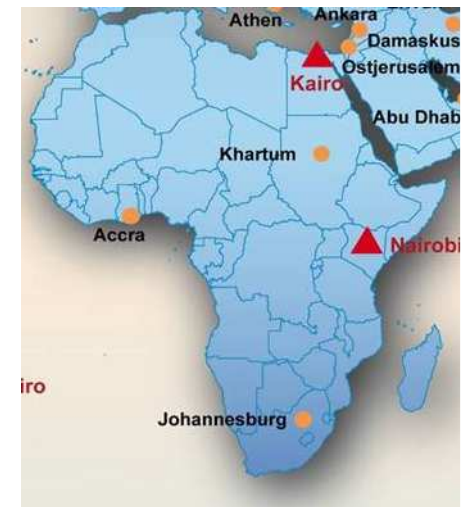 Athen
Ankara
Damaskus
Ostjerusalem
Kairo
Abu Dhab
Khartum
Accra
Nairobi
iro
Johannesburg